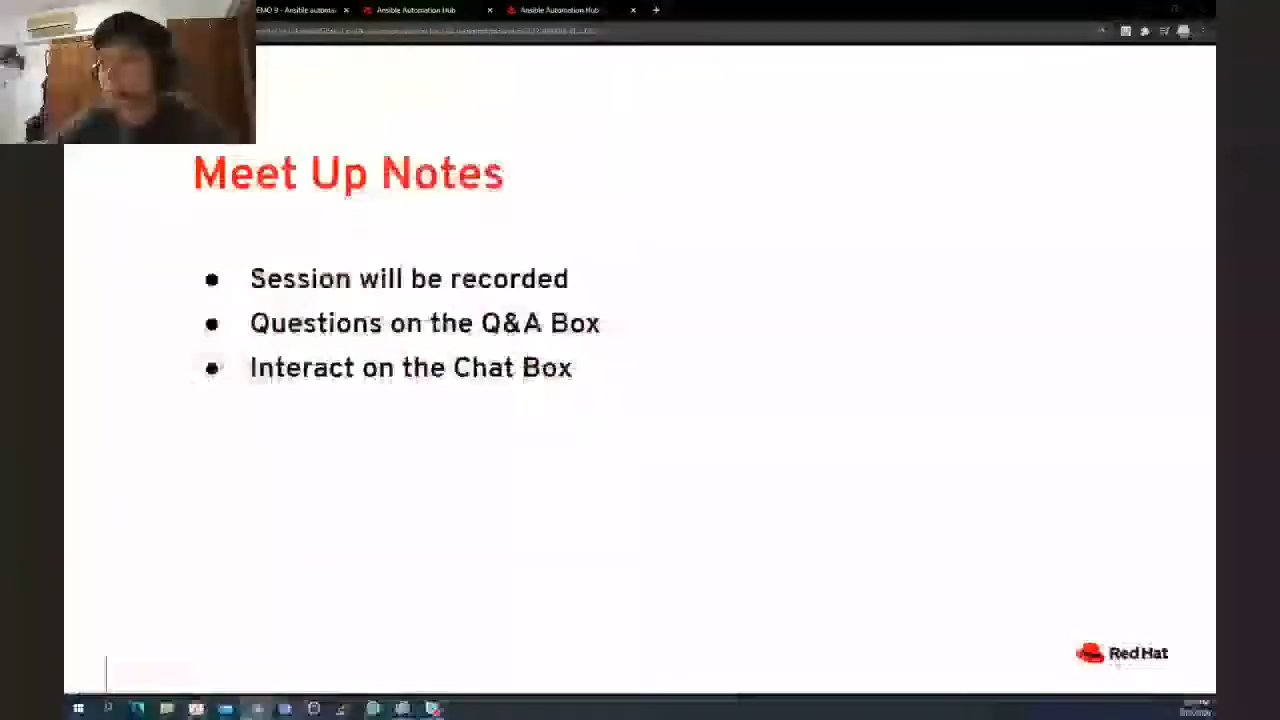 EMO 9 - Ansible automa
Ansible Automation Hub
Ansible Automation Hub
Meet Up Notes
● Session will be recorded
● Questions on the Q&A Box
● Interact on the Chat Box
Red Hat